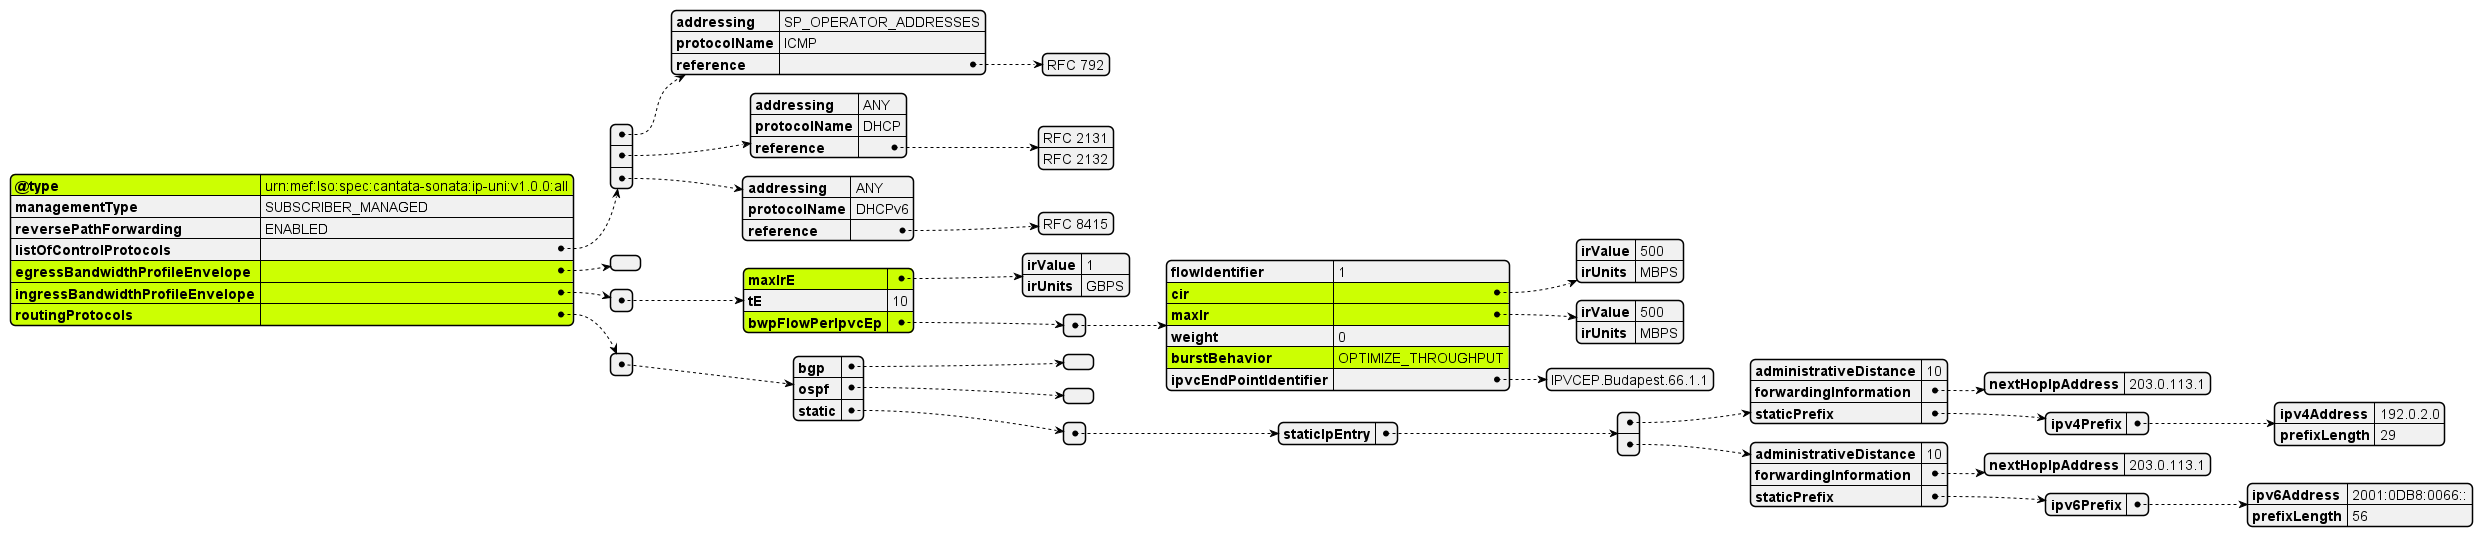 addressing SP_OPERATOR_ADDRESSES
protocolName ICMP
reference
RFC 792
addressing ANY
protocolName DHCP
reference
RFC 2131
RFC 2132
addressing ANY
protocolName DHCPv6
reference
RFC 8415
@type urn:mef:lso:spec:cantata-sonata:ip-uni:v1.0.0:all
managementType SUBSCRIBER_MANAGED
reversePathForwarding ENABLED
listOfControlProtocols
egressBandwidthProfileEnvelope
ingressBandwidthProfileEnvelope
routingProtocols
maxIrE
tE 10
bwpFlowPerIpvcEp
irValue 1
irUnits GBPS
flowIdentifier 1
cir
maxIr
weight 0
burstBehavior OPTIMIZE_THROUGHPUT
ipvcEndPointIdentifier
irValue 500
irUnits MBPS
irValue 500
irUnits MBPS
IPVCEP.Budapest.66.1.1
bgp
ospf
static
staticIpEntry
administrativeDistance 10
forwardingInformation
staticPrefix
nextHopIpAddress 203.0.113.1
ipv4Prefix
ipv4Address 192.0.2.0
prefixLength 29
administrativeDistance 10
forwardingInformation
staticPrefix
nextHopIpAddress 203.0.113.1
ipv6Prefix
ipv6Address 2001:0DB8:0066::
prefixLength 56